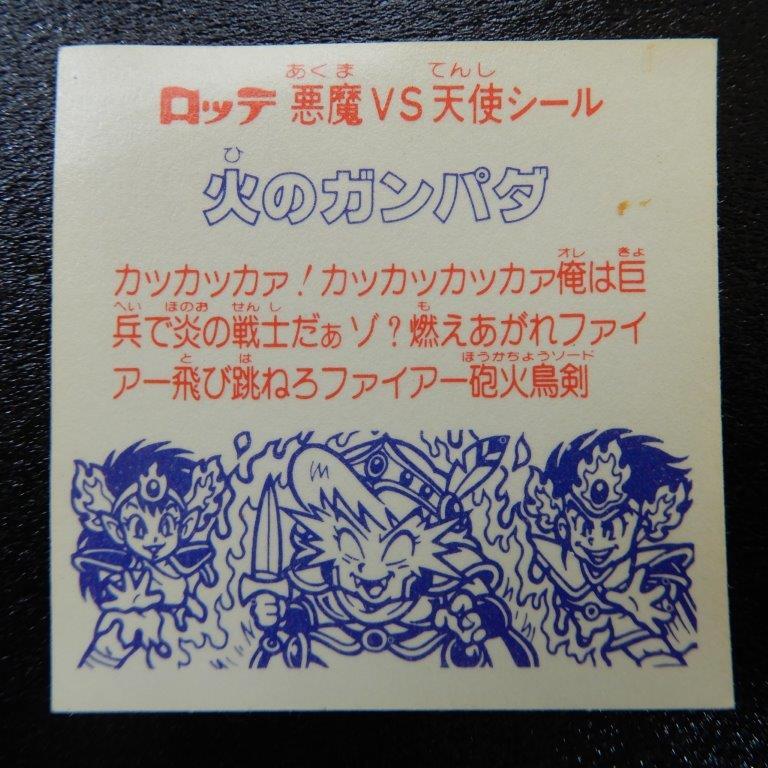 あくま てんし
ロッテ 悪魔VS天使シール
ひ
火のガンパダ
オレ きょ
カッカッカァ！カッカッカッカァ俺は巨
へい ほのお せんし も
兵で炎の戦士だぁゾ？燃えあがれファイ
と は ほうかちょうソード
アー飛び跳ねろファイアー砲火鳥剣